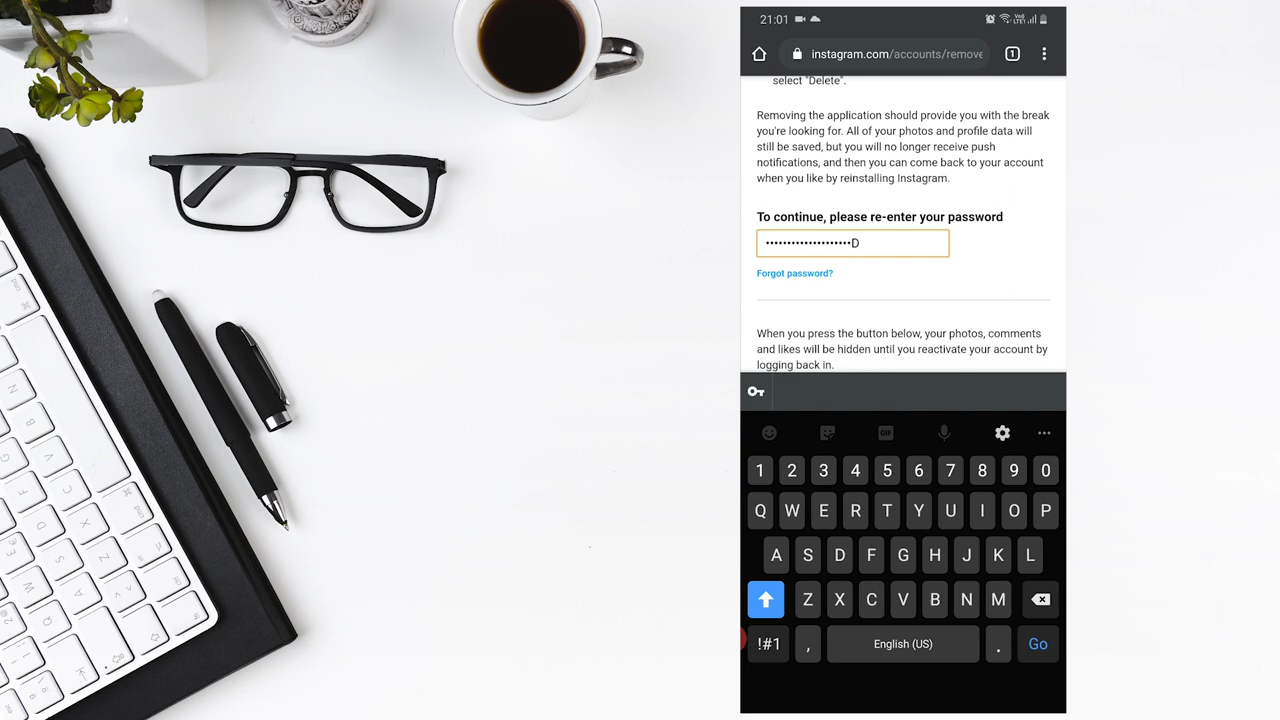 21:01
instagram.com/accounts/remove
1
select "Delete".
Removing the application should provide you with the break
you're looking for. All of your photos and profile data will
still be saved, but you will no longer receive push
notifications, and then you can come back to your account
when you like by reinstalling Instagram.
To continue, please re-enter your password
••••••••••••••••••••D
Forgot password?
When you press the button below, your photos, comments
and likes will be hidden until you reactivate your account by
logging back in.
GIF
1 2 3 4 5 6 7 8 9 0
Q W E R T Y U I O P
A S D F G H J K L
Z X C V B N M
!#1 , English (US) . Go